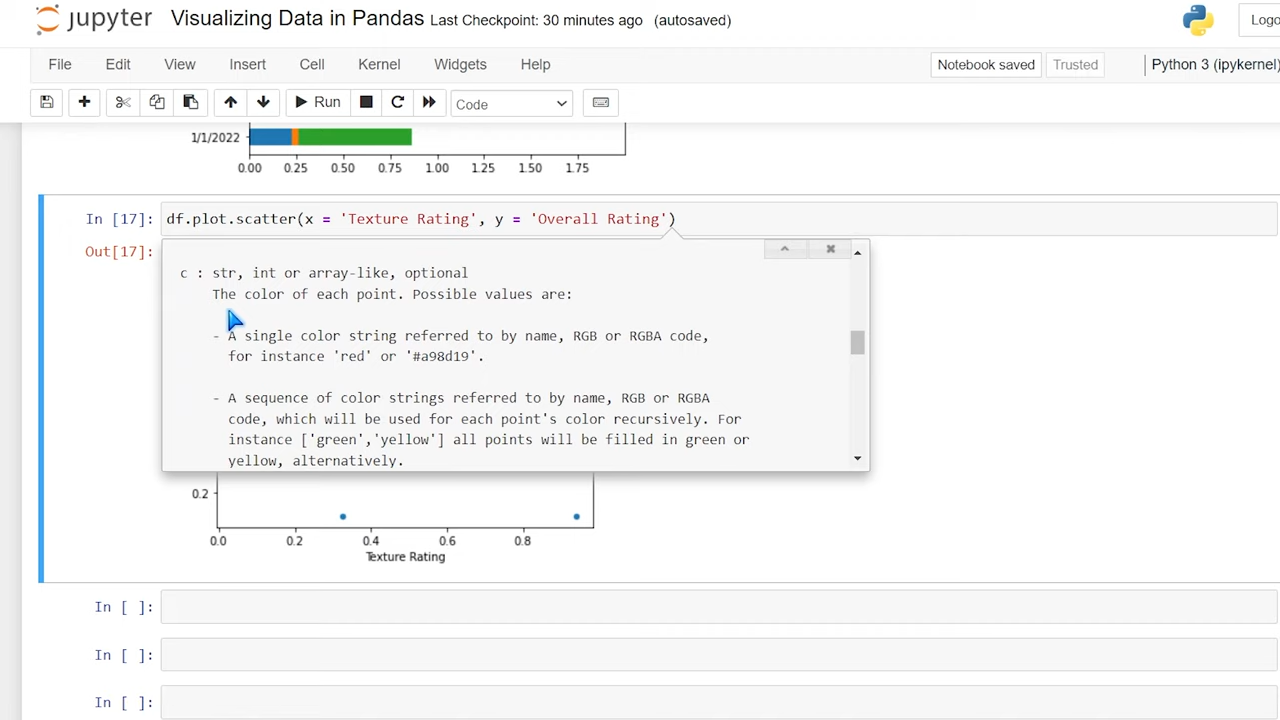 jupyter Visualizing Data in Pandas Last Checkpoint: 30 minutes ago (autosaved)
File Edit View Insert Cell Kernel Widgets Help Notebook saved Trusted Python 3 (ipykernel)
Run Code
1/1/2022
0.00 0.25 0.50 0.75 1.00 1.25 1.50 1.75
In [17]: df.plot.scatter(x = 'Texture Rating', y = 'Overall Rating')
Out[17]:
c : str, int or array-like, optional
The color of each point. Possible values are:
- A single color string referred to by name, RGB or RGBA code,
for instance 'red' or '#a98d19'.
- A sequence of color strings referred to by name, RGB or RGBA
code, which will be used for each point's color recursively. For
instance ['green','yellow'] all points will be filled in green or
yellow, alternatively.
0.2
0.0 0.2 0.4 0.6 0.8
Texture Rating
In [ ]:
In [ ]:
In [ ]: